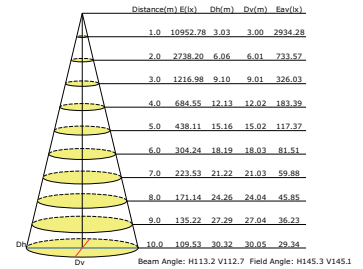 Distance(m) E(lx) Dh(m) Dv(m) Eav(lx)
1.0 10952.78 3.03 3.00 2934.28
2.0 2738.20 6.06 6.01 733.57
3.0 1216.98 9.10 9.01 326.03
4.0 684.55 12.13 12.02 183.39
5.0 438.11 15.16 15.02 117.37
6.0 304.24 18.19 18.03 81.51
7.0 223.53 21.22 21.03 59.88
8.0 171.14 24.26 24.04 45.85
9.0 135.22 27.29 27.04 36.23
Dh 10.0 109.53 30.32 30.05 29.34
Dv Beam Angle: H113.2 V112.7 Field Angle: H145.3 V145.1